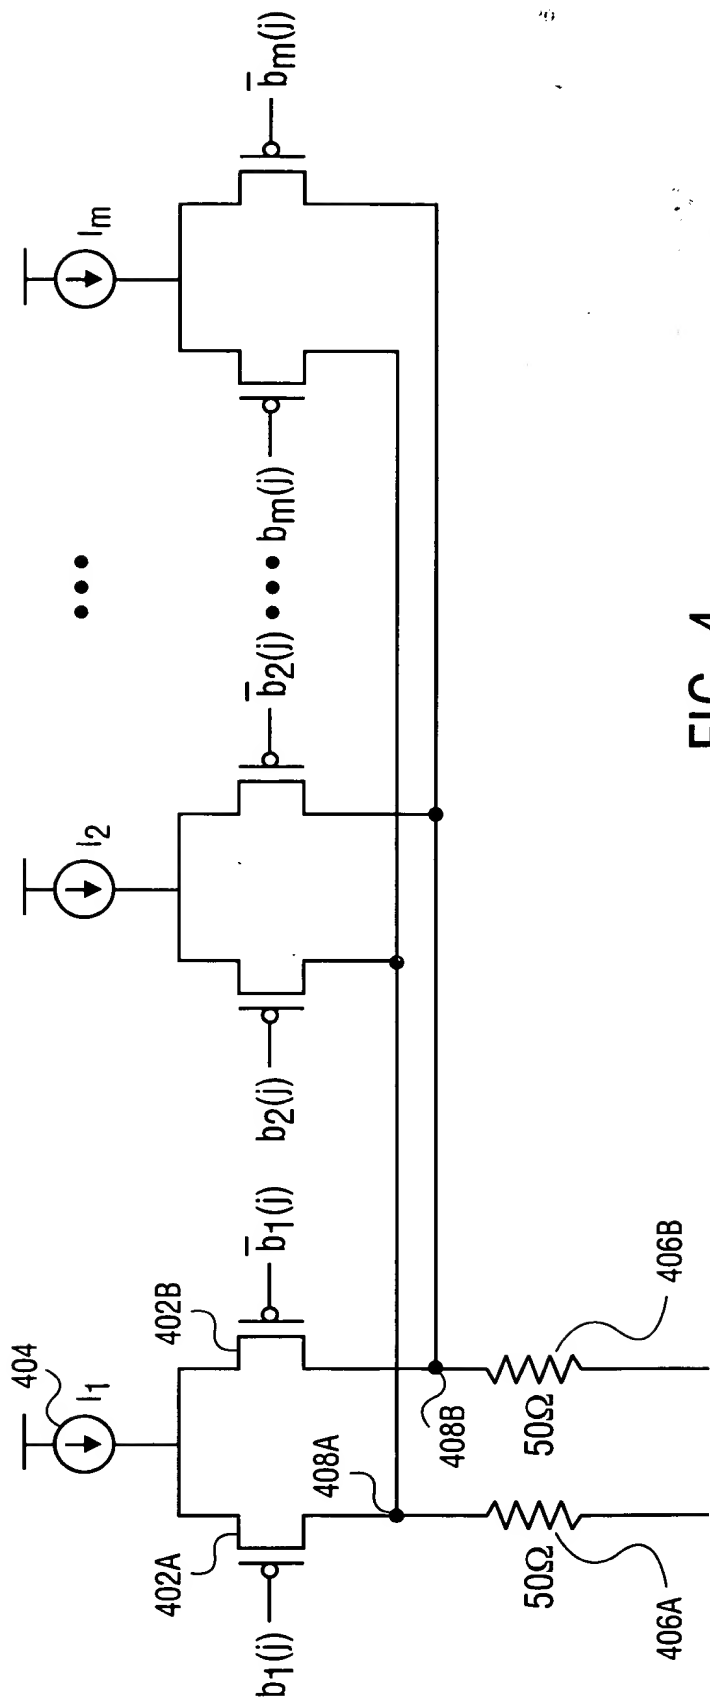 404
I1
I2
Im
402A
402B
b1(j)
b̅1(j)
b2(j)
b̅2(j)
bm(j)
b̅m(j)
408A
408B
50Ω
50Ω
406A
406B
FIG. 4